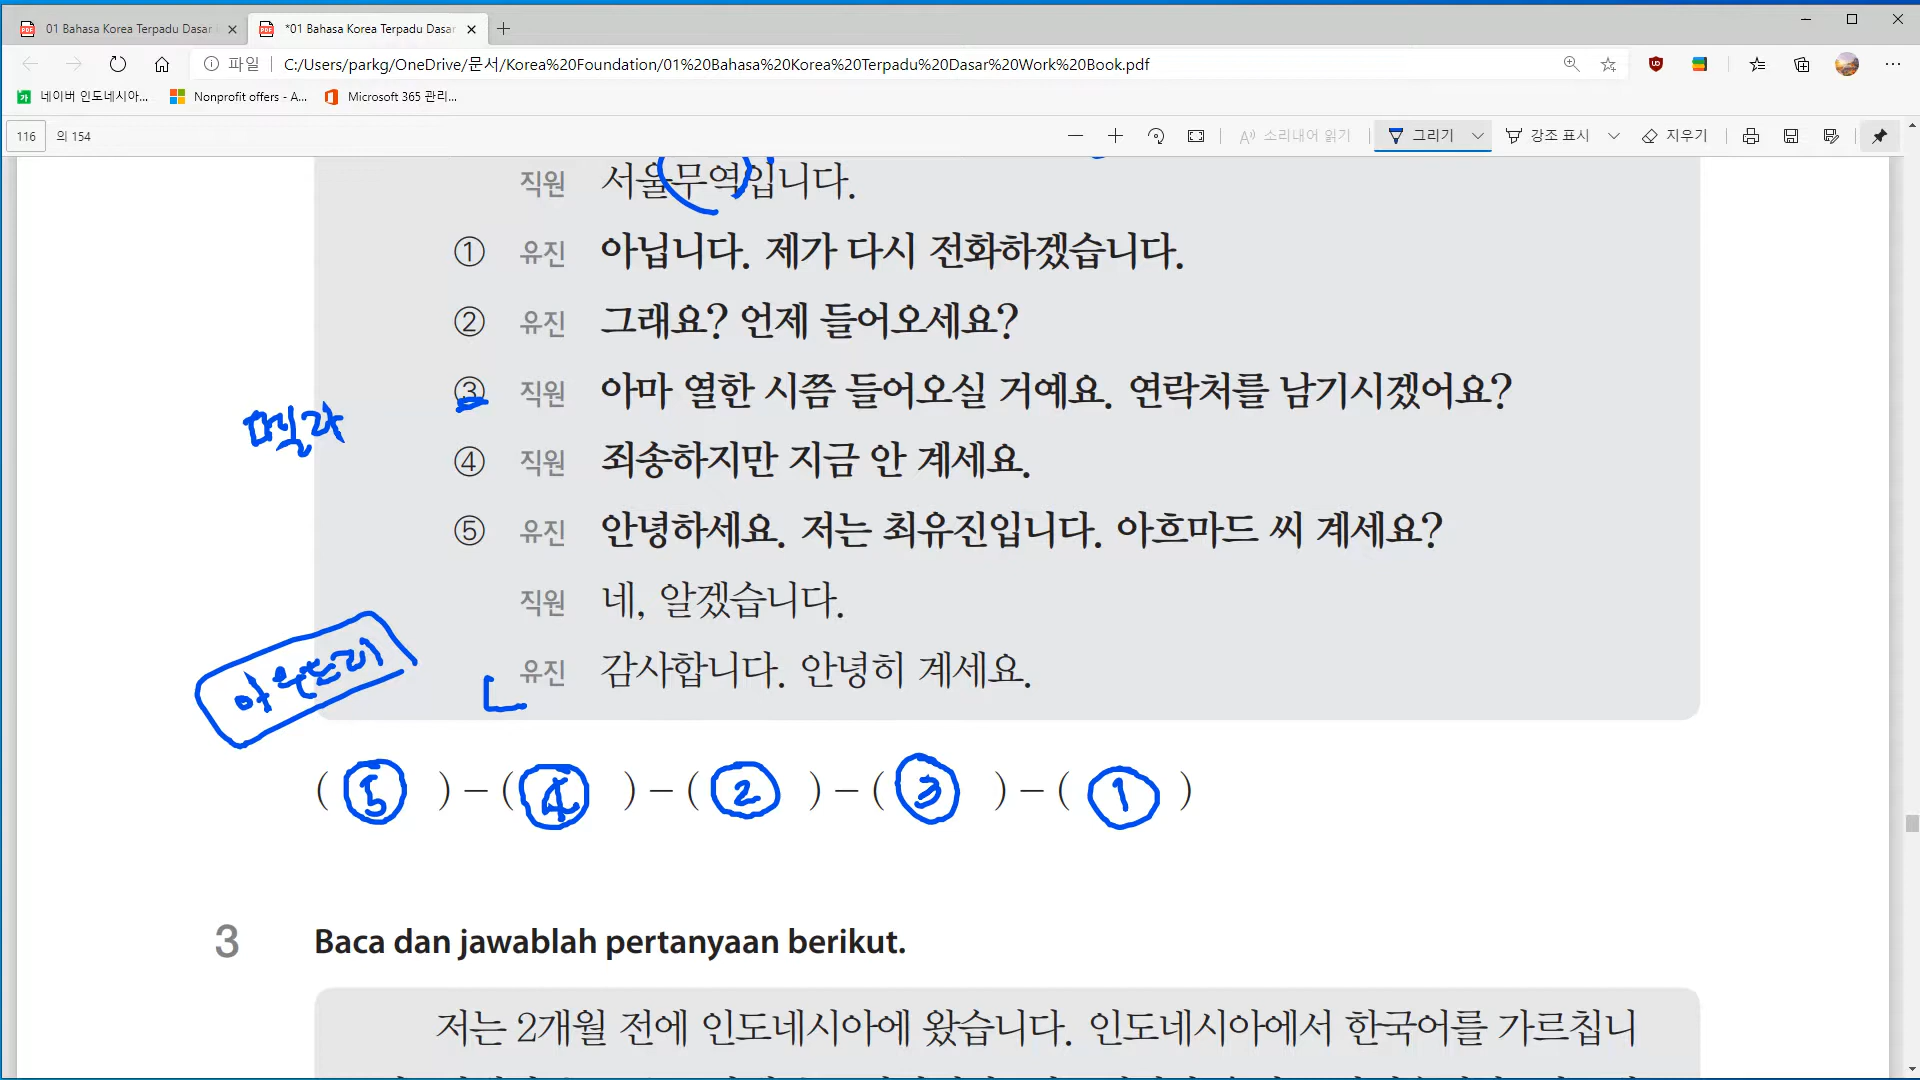 01 Bahasa Korea Terpadu Dasar
*01 Bahasa Korea Terpadu Dasar
파일 C:/Users/parkg/OneDrive/문서/Korea%20Foundation/01%20Bahasa%20Korea%20Terpadu%20Dasar%20Work%20Book.pdf
네이버 인도네시아... Nonprofit offers - A... Microsoft 365 관리...
116 의 154 소리내어 읽기 그리기 강조 표시 지우기
직원 서울무역입니다.
① 유진 아닙니다. 제가 다시 전화하겠습니다.
② 유진 그래요? 언제 들어오세요?
③ 직원 아마 열한 시쯤 들어오실 거예요. 연락처를 남기시겠어요?
밀라
④ 직원 죄송하지만 지금 안 계세요.
⑤ 유진 안녕하세요. 저는 최유진입니다. 아흐마드 씨 계세요?
직원 네, 알겠습니다.
유진 감사합니다. 안녕히 계세요.
( ⑤ ) – ( ④ ) – ( ② ) – ( ③ ) – ( ① )
3 Baca dan jawablah pertanyaan berikut.
저는 2개월 전에 인도네시아에 왔습니다. 인도네시아에서 한국어를 가르칩니